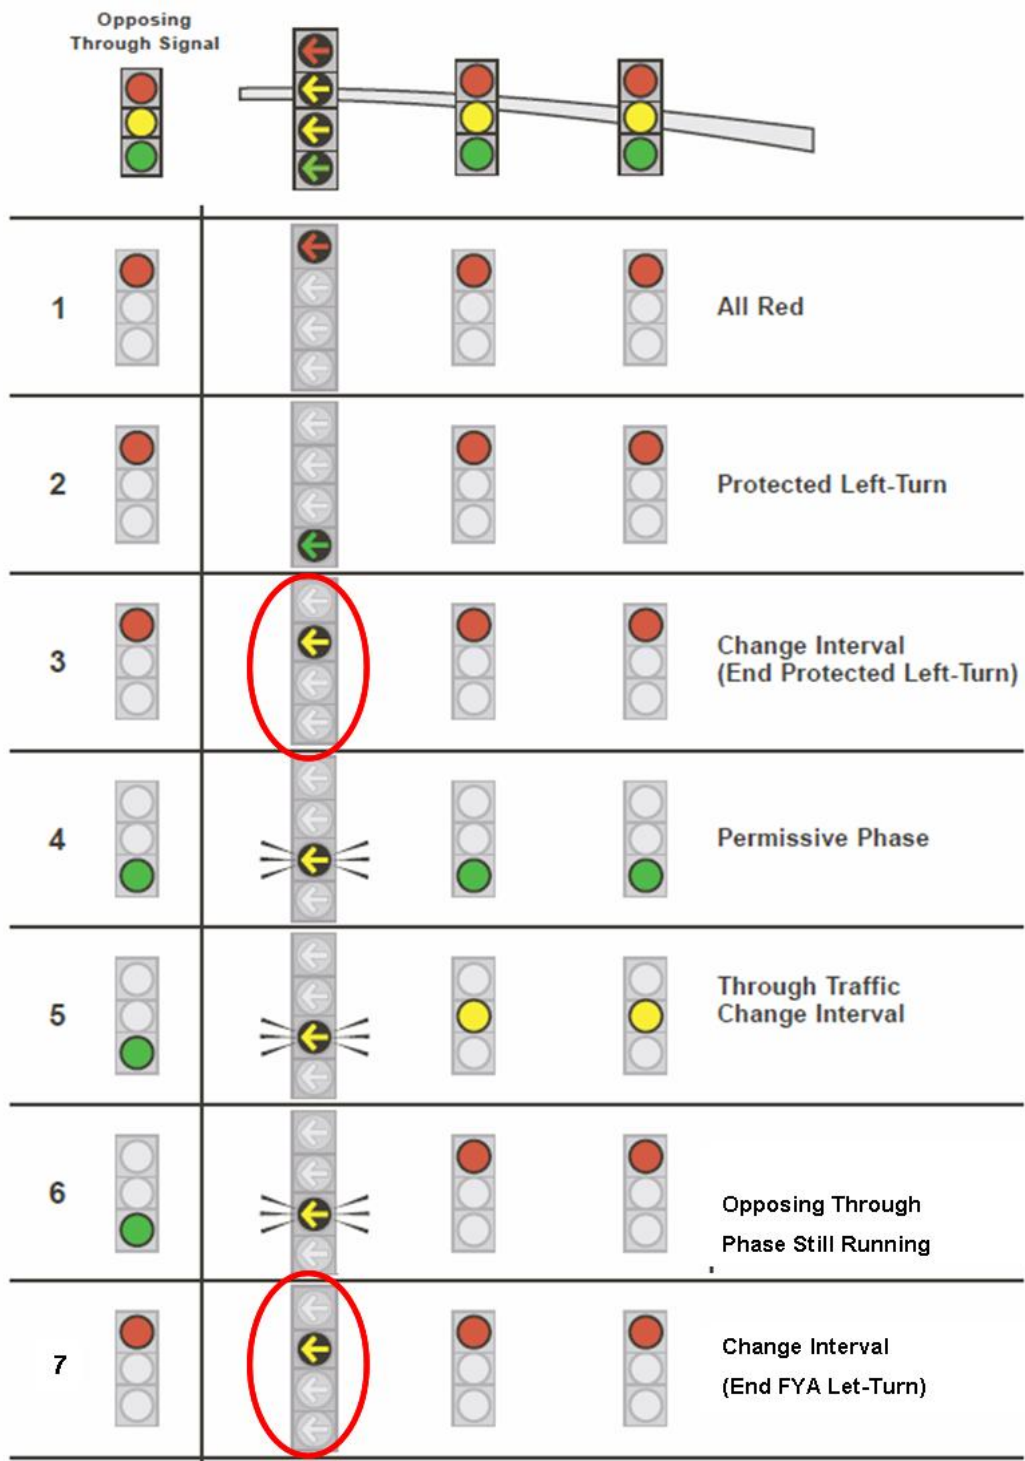 Opposing
Through Signal
1
All Red
2
Protected Left-Turn
3
Change Interval
(End Protected Left-Turn)
4
Permissive Phase
5
Through Traffic
Change Interval
6
Opposing Through
Phase Still Running
7
Change Interval
(End FYA Let-Turn)